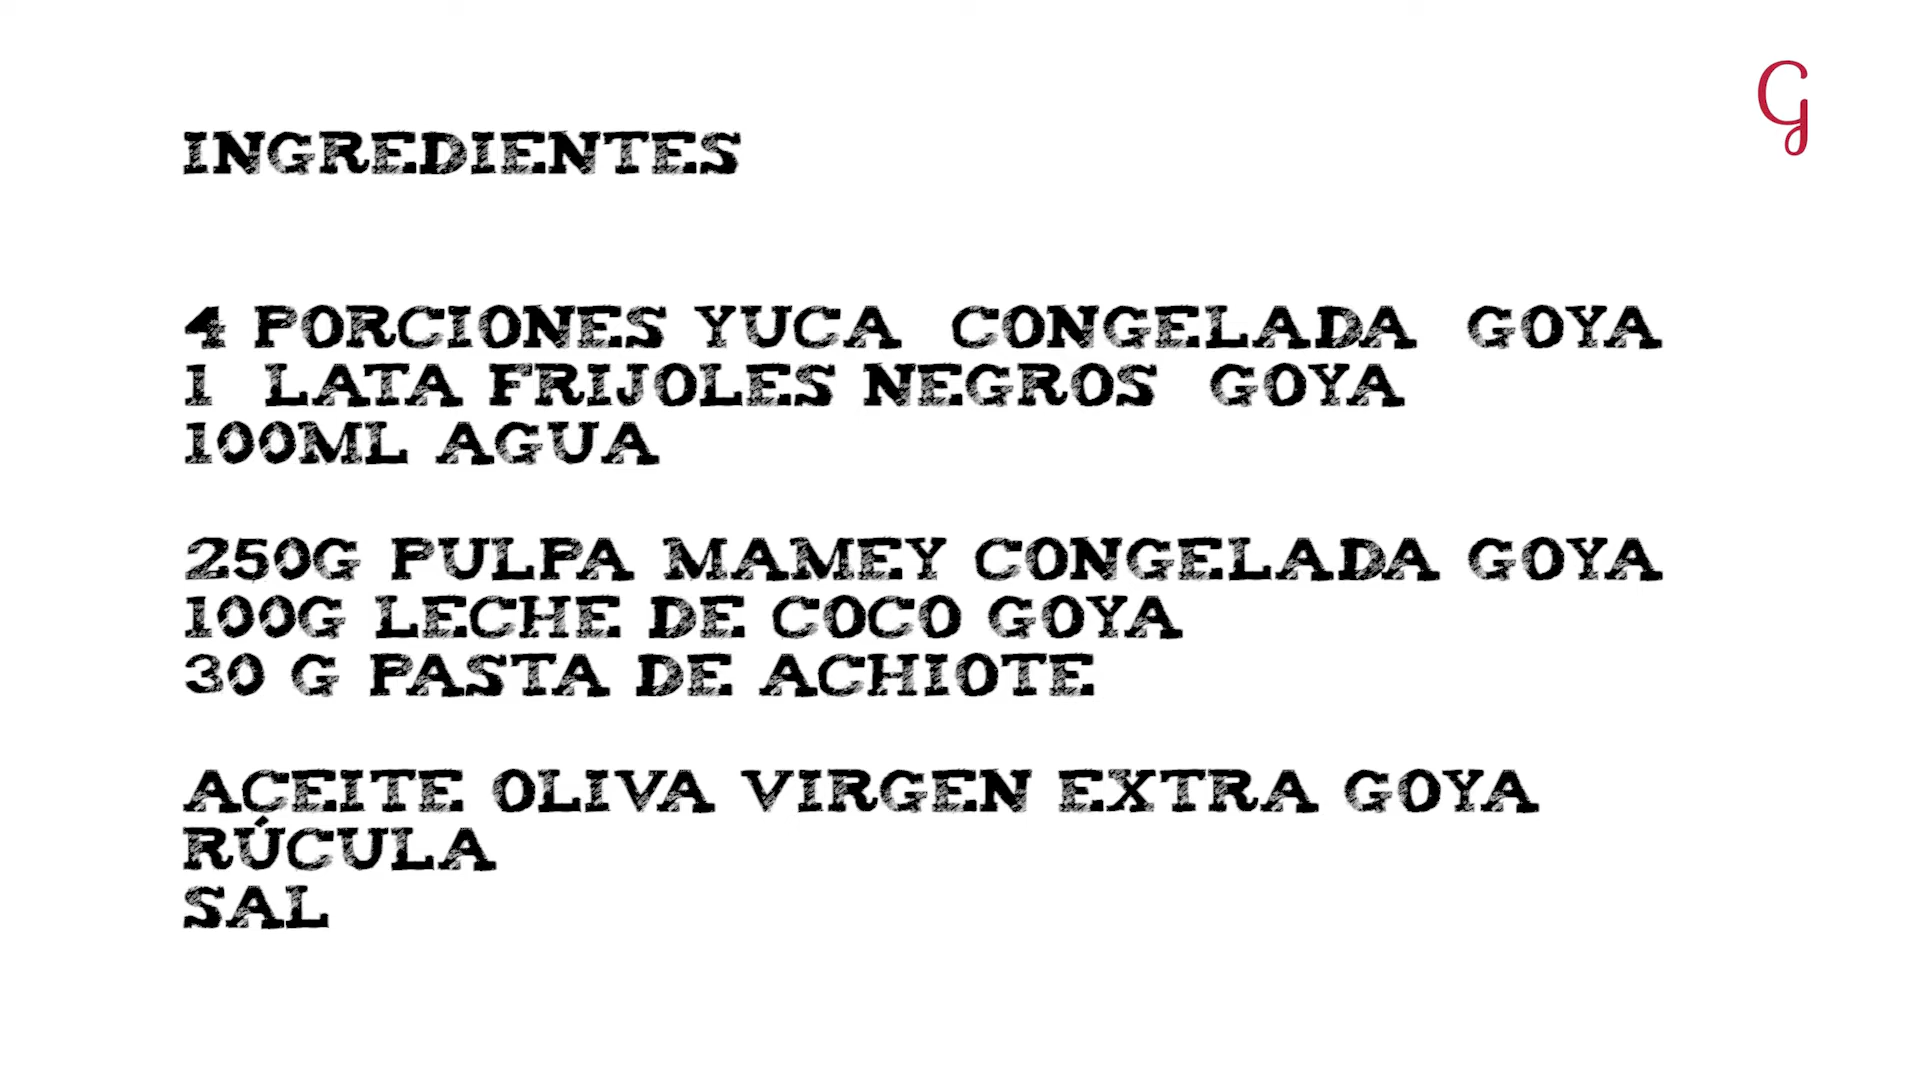 G
INGREDIENTES
4 PORCIONES YUCA CONGELADA GOYA
1 LATA FRIJOLES NEGROS GOYA
100ML AGUA
250G PULPA MAMEY CONGELADA GOYA
100G LECHE DE COCO GOYA
30 G PASTA DE ACHIOTE
ACEITE OLIVA VIRGEN EXTRA GOYA
RÚCULA
SAL